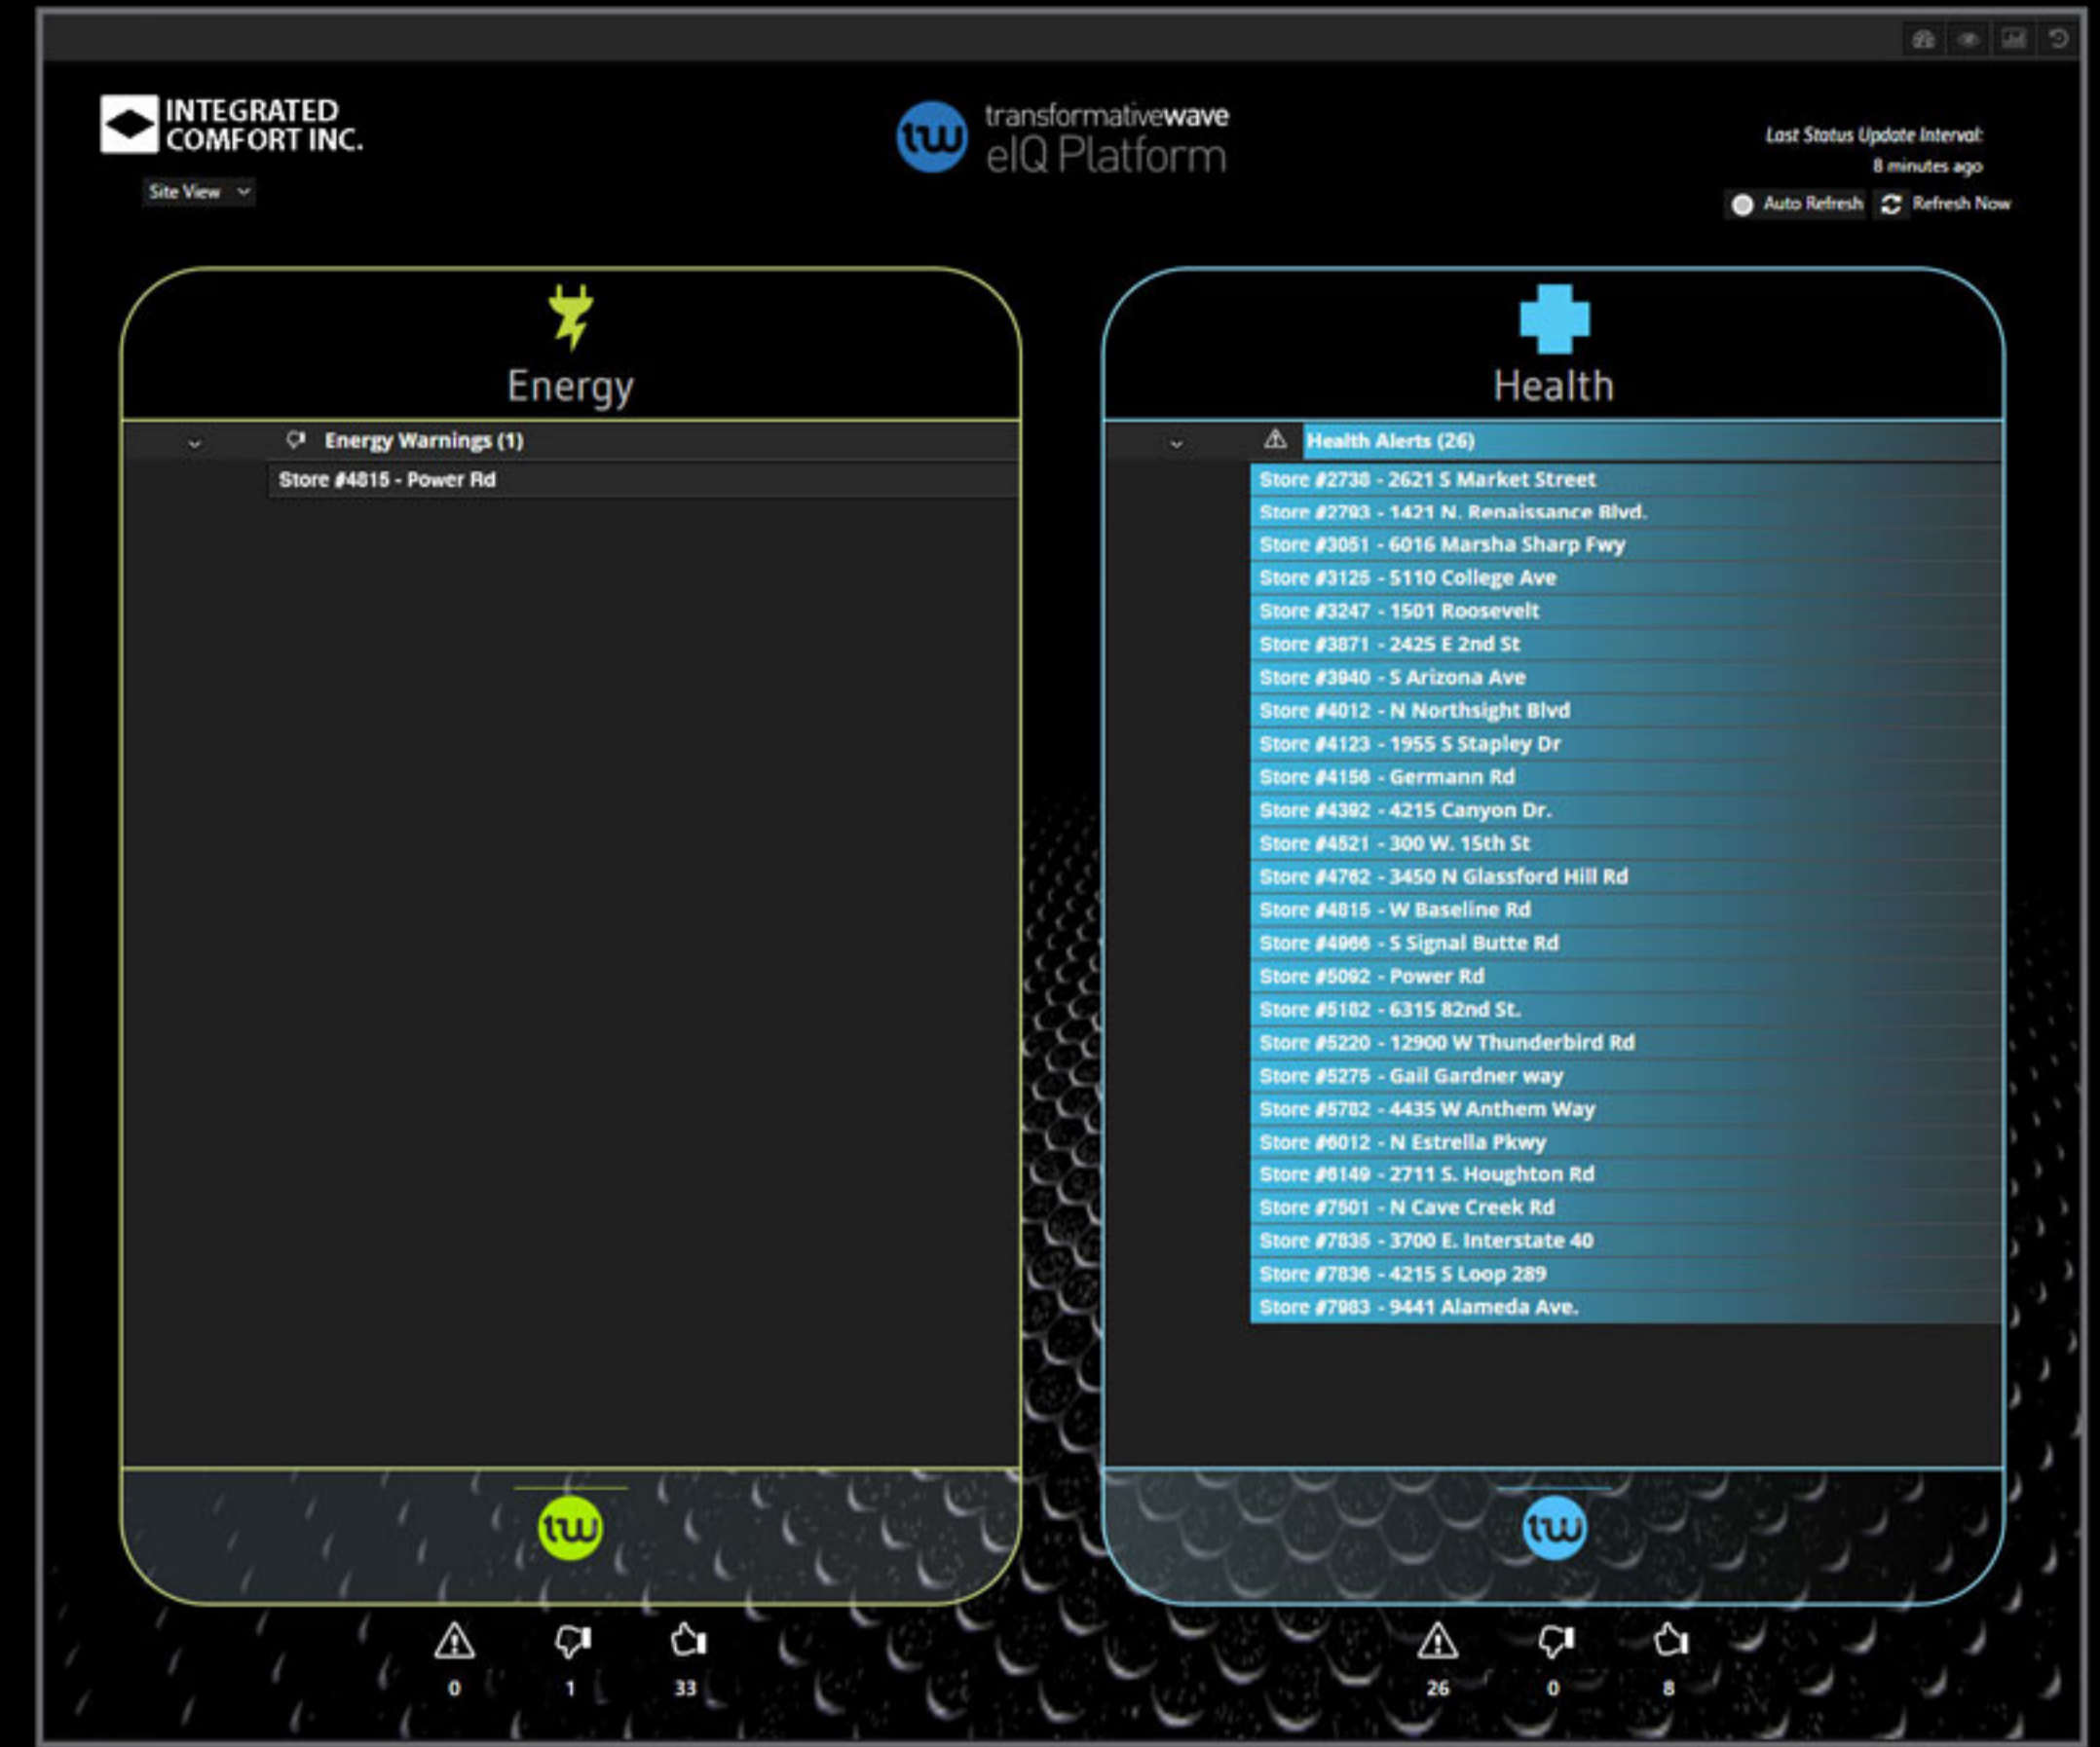 INTEGRATED
COMFORT INC.
Site View
tw
transformativewave
eIQ Platform
Last Status Update Interval:
8 minutes ago
Auto Refresh
Refresh Now
Energy
Energy Warnings (1)
Store #4815 - Power Rd
tw
0
1
33
Health
Health Alerts (26)
Store #2738 - 2621 S Market Street
Store #2793 - 1421 N. Renaissance Blvd.
Store #3051 - 6016 Marsha Sharp Fwy
Store #3125 - 5110 College Ave
Store #3247 - 1501 Roosevelt
Store #3871 - 2425 E 2nd St
Store #3940 - S Arizona Ave
Store #4012 - N Northsight Blvd
Store #4123 - 1955 S Stapley Dr
Store #4156 - Germann Rd
Store #4392 - 4215 Canyon Dr.
Store #4521 - 300 W. 15th St
Store #4762 - 3450 N Glassford Hill Rd
Store #4815 - W Baseline Rd
Store #4966 - S Signal Butte Rd
Store #5092 - Power Rd
Store #5182 - 6315 82nd St.
Store #5220 - 12900 W Thunderbird Rd
Store #5275 - Gail Gardner way
Store #5782 - 4435 W Anthem Way
Store #6012 - N Estrella Pkwy
Store #6149 - 2711 S. Houghton Rd
Store #7501 - N Cave Creek Rd
Store #7835 - 3700 E. Interstate 40
Store #7836 - 4215 S Loop 289
Store #7983 - 9441 Alameda Ave.
tw
26
0
8